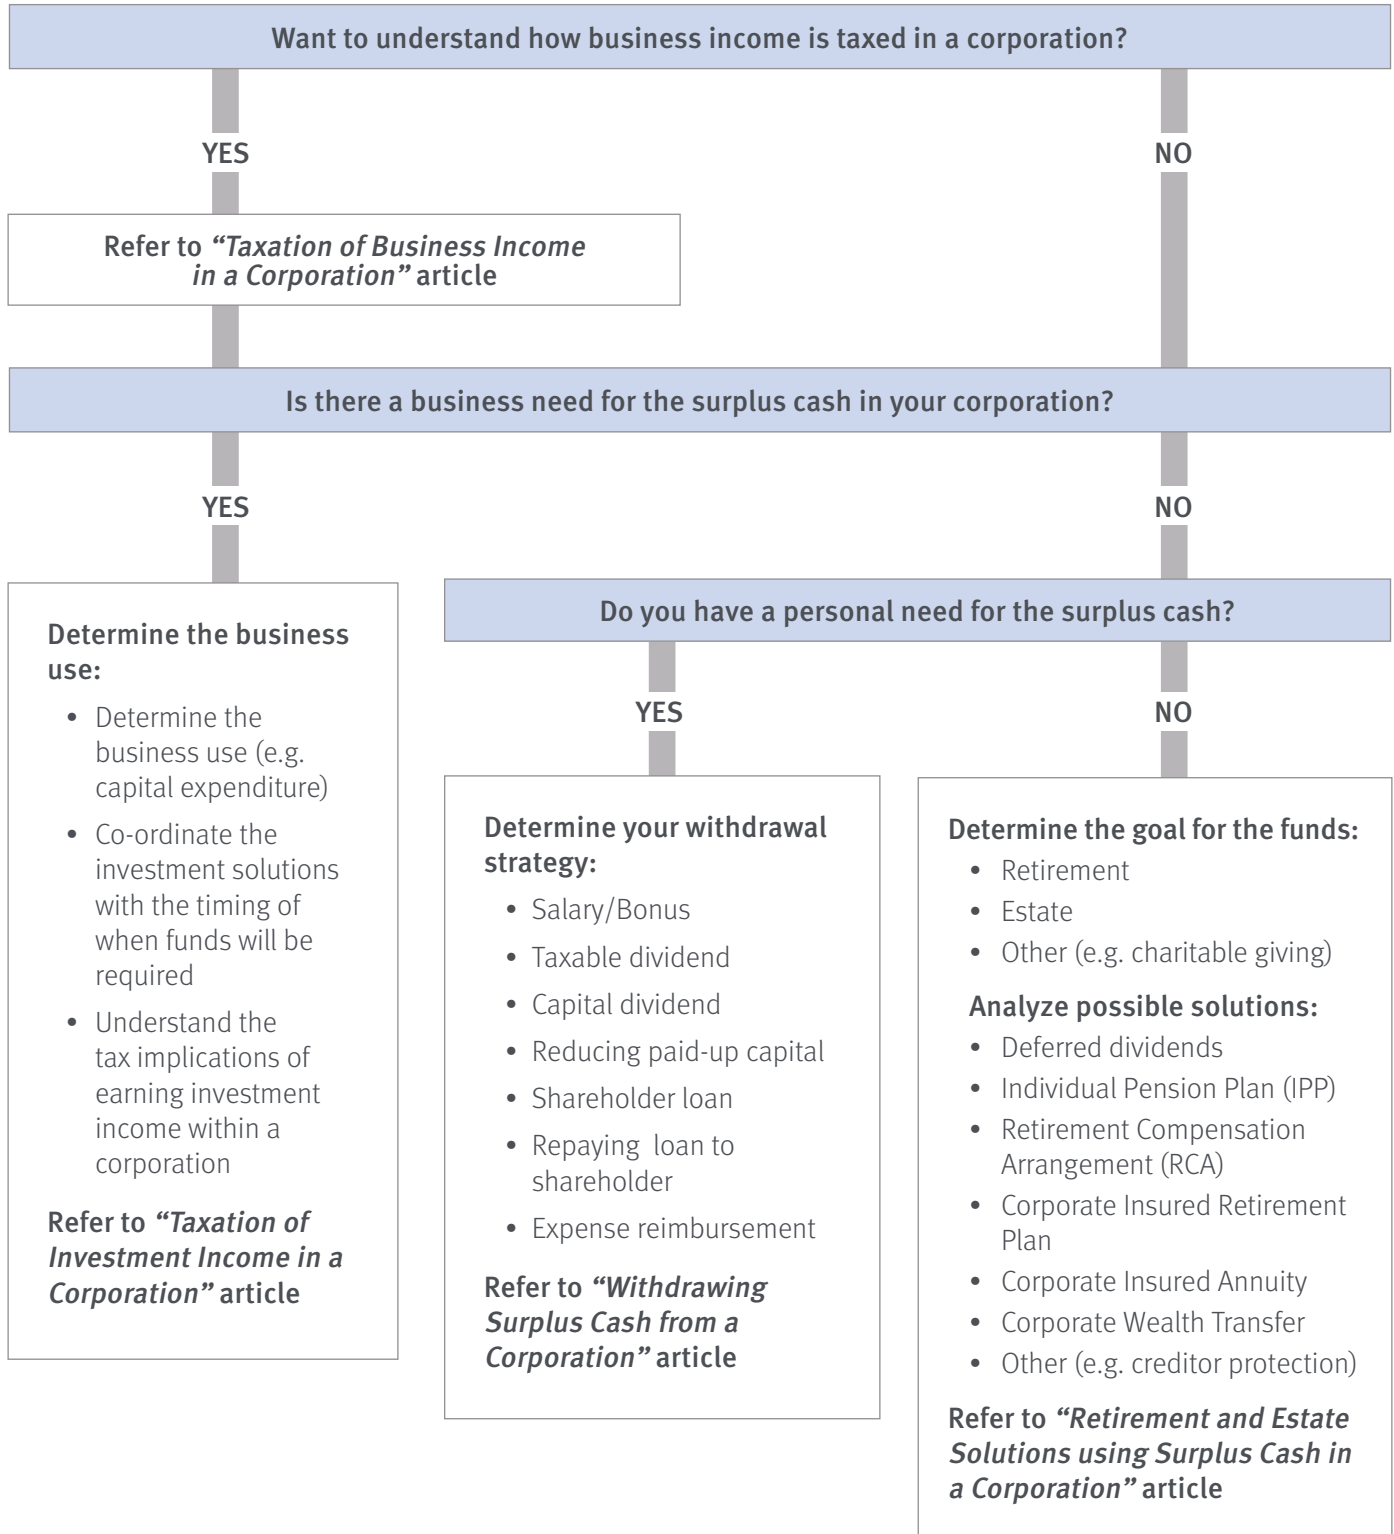 Want to understand how business income is taxed in a corporation?
YES
NO
Refer to “Taxation of Business Income
in a Corporation” article
Is there a business need for the surplus cash in your corporation?
YES
NO
Determine the business
use:
• Determine the
business use (e.g.
capital expenditure)
• Co-ordinate the
investment solutions
with the timing of
when funds will be
required
• Understand the
tax implications of
earning investment
income within a
corporation
Refer to “Taxation of
Investment Income in a
Corporation” article
Do you have a personal need for the surplus cash?
YES
NO
Determine your withdrawal
strategy:
• Salary/Bonus
• Taxable dividend
• Capital dividend
• Reducing paid-up capital
• Shareholder loan
• Repaying loan to
shareholder
• Expense reimbursement
Refer to “Withdrawing
Surplus Cash from a
Corporation” article
Determine the goal for the funds:
• Retirement
• Estate
• Other (e.g. charitable giving)
Analyze possible solutions:
• Deferred dividends
• Individual Pension Plan (IPP)
• Retirement Compensation
Arrangement (RCA)
• Corporate Insured Retirement
Plan
• Corporate Insured Annuity
• Corporate Wealth Transfer
• Other (e.g. creditor protection)
Refer to “Retirement and Estate
Solutions using Surplus Cash in
a Corporation” article